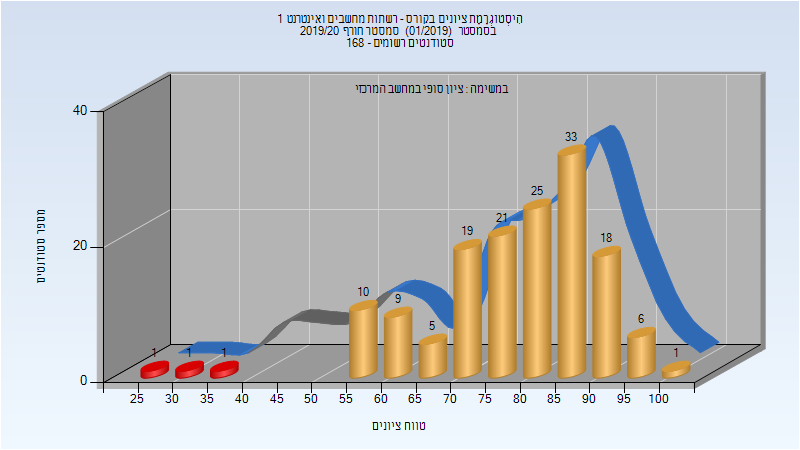 הִיסְטוֹגְרָמַת ציונים בקורס - רשתות מחשבים ואינטרנט 1
בסמסטר (01/2019) סמסטר חורף 2019/20
סטודנטים רשומים - 168
במשימה : ציון סופי במחשב המרכזי
40
20
0
מספר סטודנטים
1 1 1 10 9 5 19 21 25 33 18 6 1
25 30 35 40 45 50 55 60 65 70 75 80 85 90 95 100
טווח ציונים